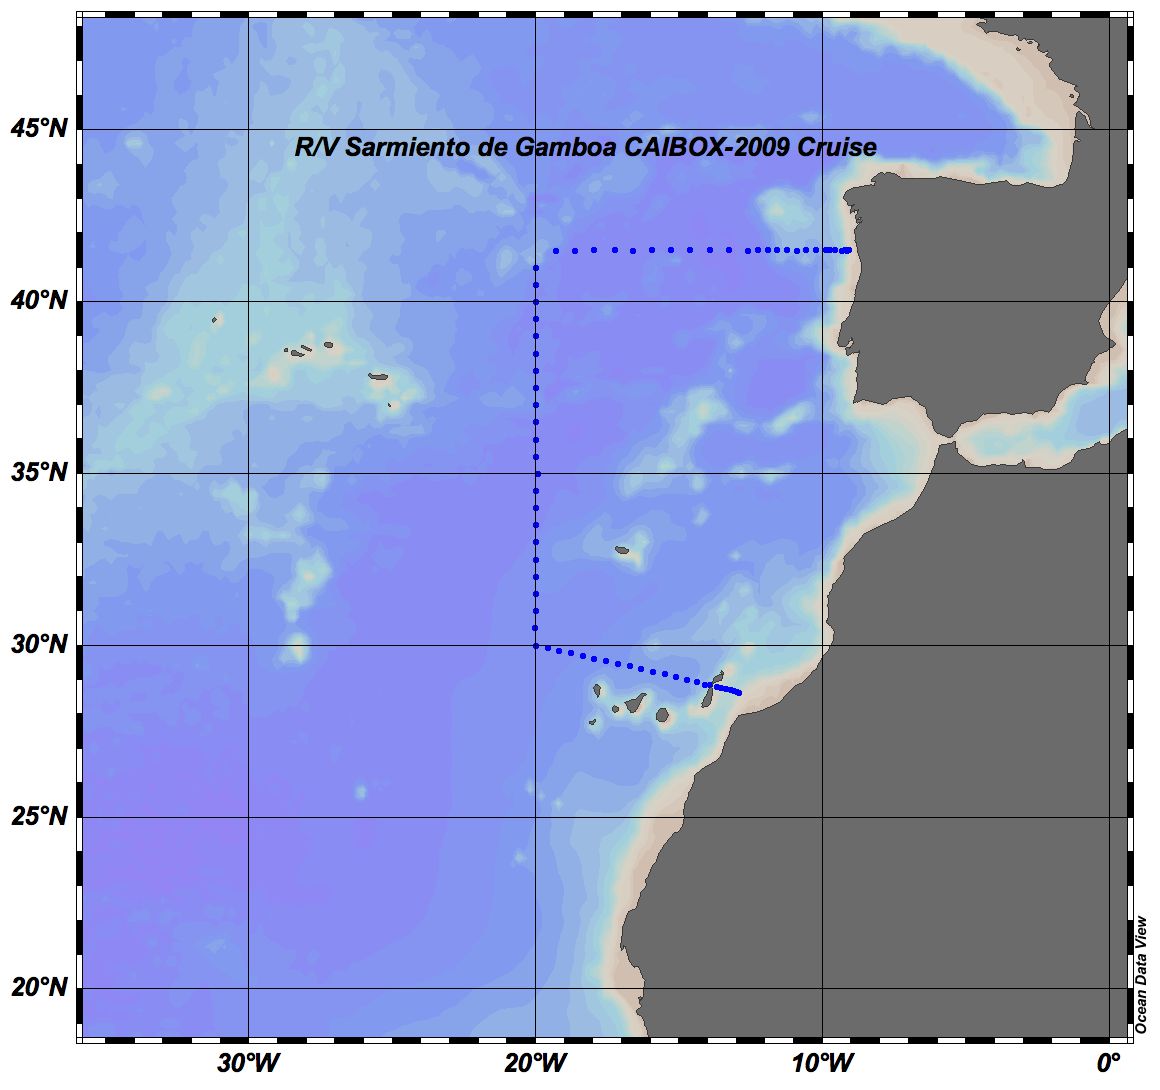 45°N
R/V Sarmiento de Gamboa CAIBOX-2009 Cruise
40°N
35°N
30°N
25°N
20°N
30°W 20°W 10°W 0°
Ocean Data View